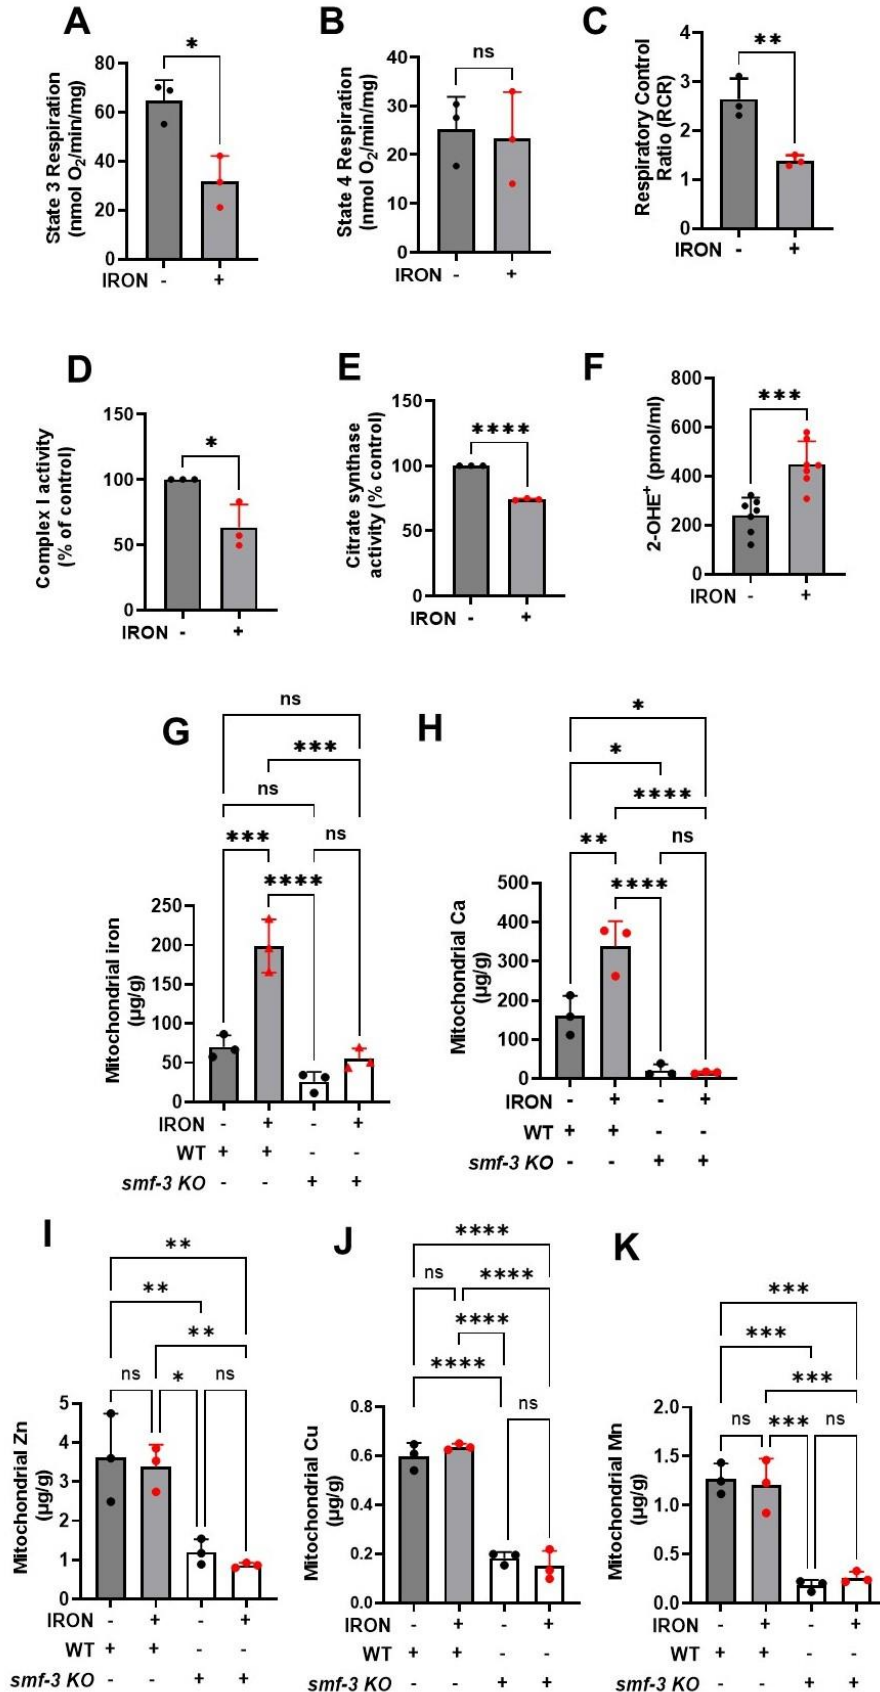 A
B
C
*
ns
**
State 3 Respiration
(nmol O2/min/mg)
80
60
40
20
0
IRON - +
State 4 Respiration
(nmol O2/min/mg)
40
30
20
10
0
IRON - +
Respiratory Control
Ratio (RCR)
4
3
2
1
0
IRON - +
D
E
F
*
****
***
Complex I activity
(% of control)
150
100
50
0
IRON - +
Citrate synthase
activity (% control)
150
100
50
0
IRON - +
2-OHE+ (pmol/ml)
800
600
400
200
0
IRON - +
G
ns
***
ns
***
ns
****
Mitochondrial iron
(µg/g)
250
200
150
100
50
0
IRON - + - +
WT + + - -
smf-3 KO - - + +
H
*
*
****
**
ns
****
Mitochondrial Ca
(µg/g)
500
400
300
200
100
0
IRON - + - +
WT + + - -
smf-3 KO - - + +
I
**
**
**
ns
*
ns
Mitochondrial Zn
(µg/g)
5
4
3
2
1
0
IRON - + - +
WT + + - -
smf-3 KO - - + +
J
****
ns
****
****
****
ns
Mitochondrial Cu
(µg/g)
0.8
0.6
0.4
0.2
0.0
IRON - + - +
WT + + - -
smf-3 KO - - + +
K
***
***
***
ns
***
ns
Mitochondrial Mn
(µg/g)
2.0
1.5
1.0
0.5
0.0
IRON - + - +
WT + + - -
smf-3 KO - - + +